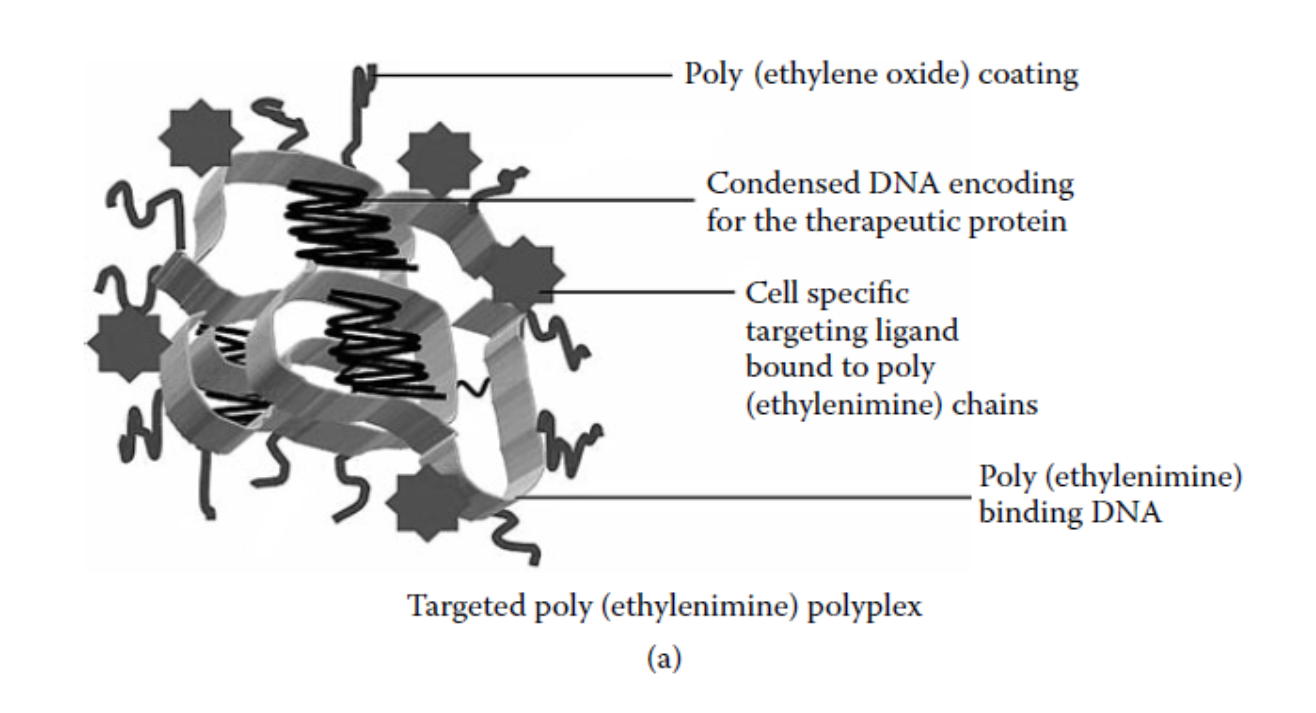 Poly (ethylene oxide) coating
Condensed DNA encoding
for the therapeutic protein
Cell specific
targeting ligand
bound to poly
(ethylenimine) chains
Poly (ethylenimine)
binding DNA
Targeted poly (ethylenimine) polyplex
(a)